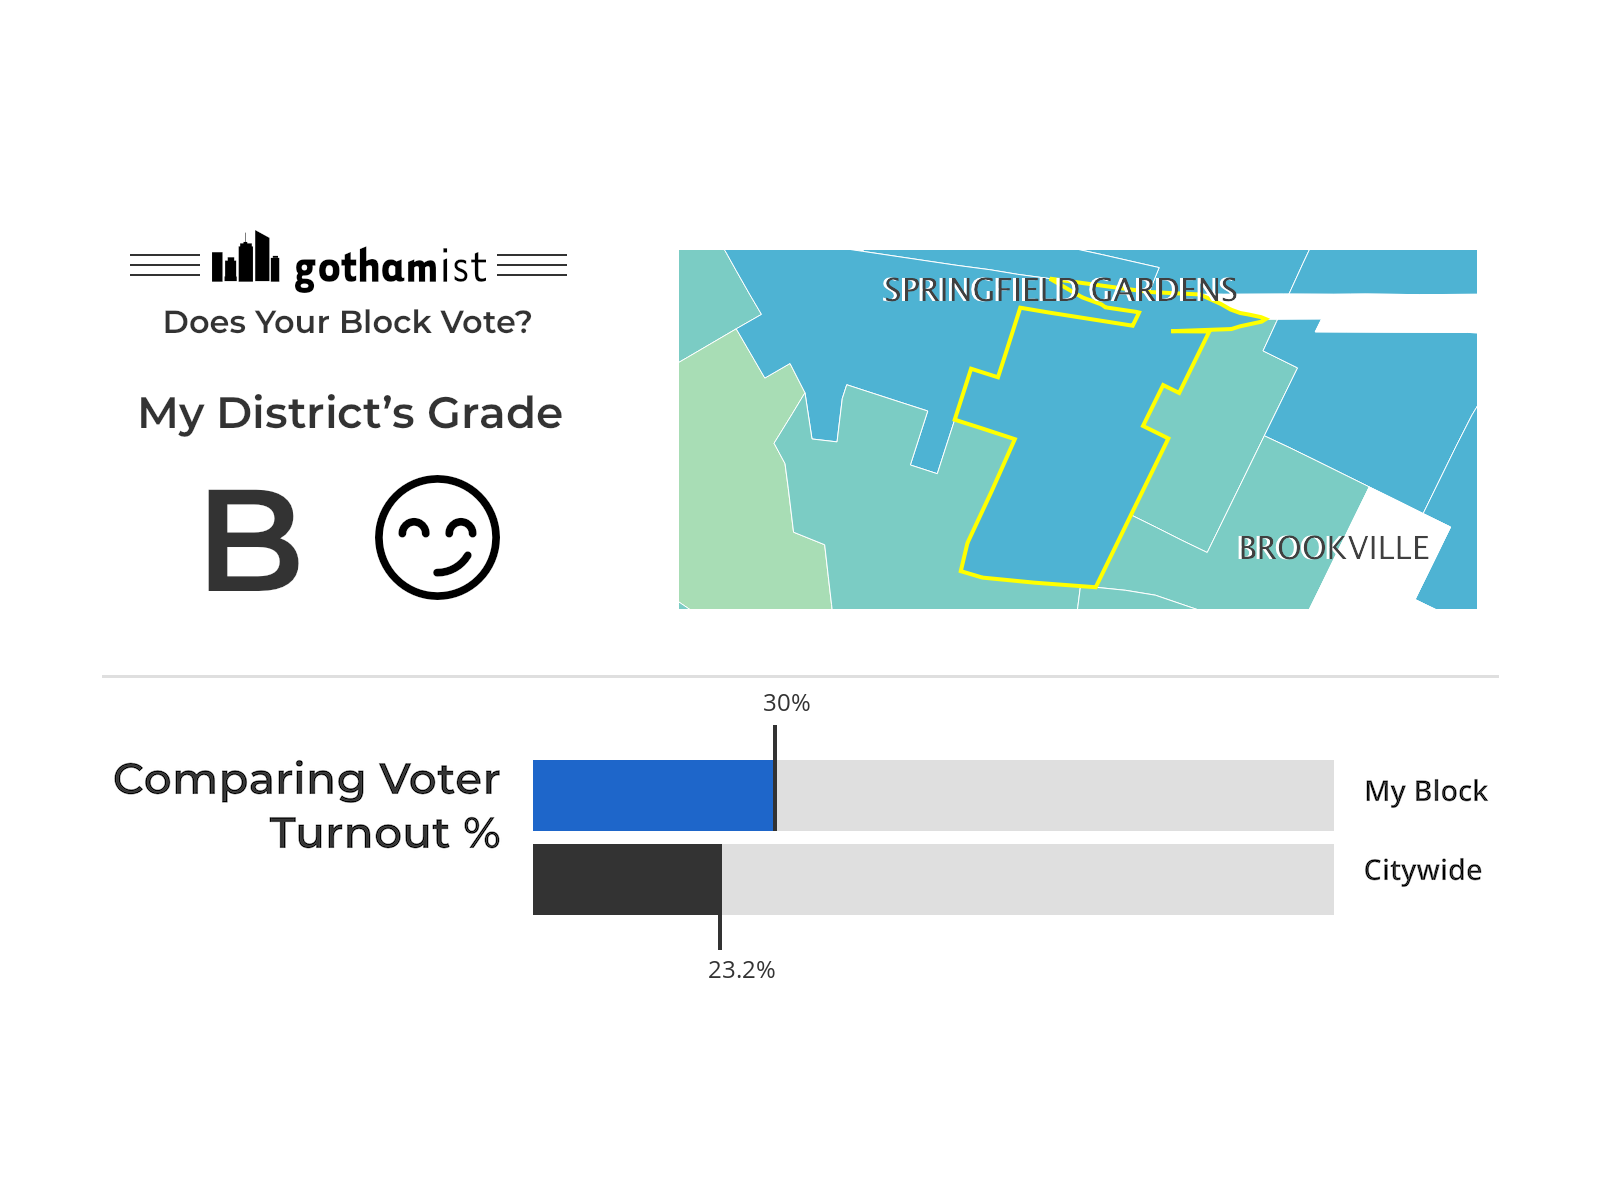 gothamist
Does Your Block Vote?
My District's Grade
B
SPRINGFIELD GARDENS
BROOKVILLE
Comparing Voter
Turnout %
30%
My Block
Citywide
23.2%